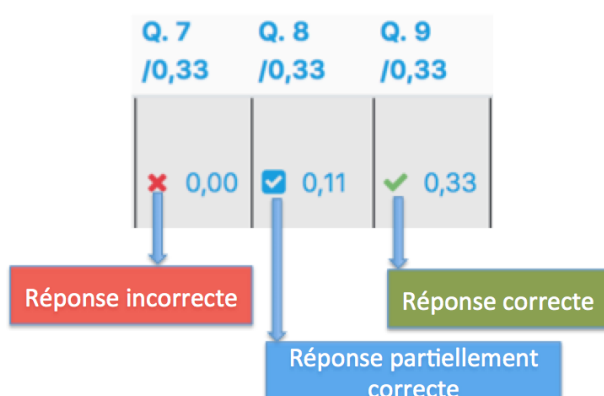 Q. 7 Q. 8 Q. 9
/0,33 /0,33 /0,33
0,00 0,11 0,33
Réponse incorrecte
Réponse correcte
Réponse partiellement
correcte